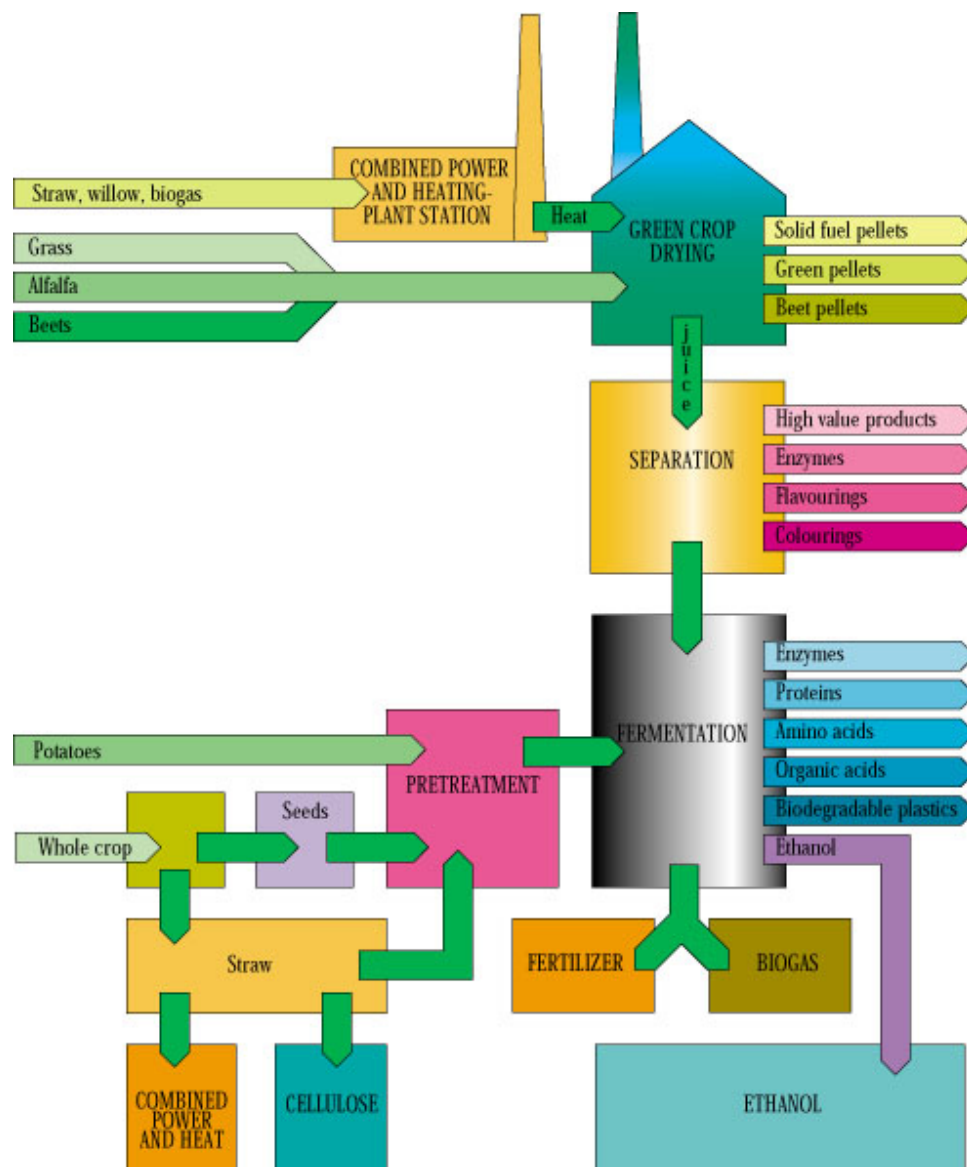 COMBINED POWER
AND HEATING-
PLANT STATION
Straw, willow, biogas
Heat
GREEN CROP
DRYING
Solid fuel pellets
Grass
Green pellets
Alfalfa
Beet pellets
Beets
juice
High value products
SEPARATION
Enzymes
Flavourings
Colourings
Enzymes
Proteins
FERMENTATION
Amino acids
Potatoes
Organic acids
PRETREATMENT
Biodegradable plastics
Seeds
Whole crop
Ethanol
Straw
FERTILIZER
BIOGAS
COMBINED
POWER
AND HEAT
CELLULOSE
ETHANOL